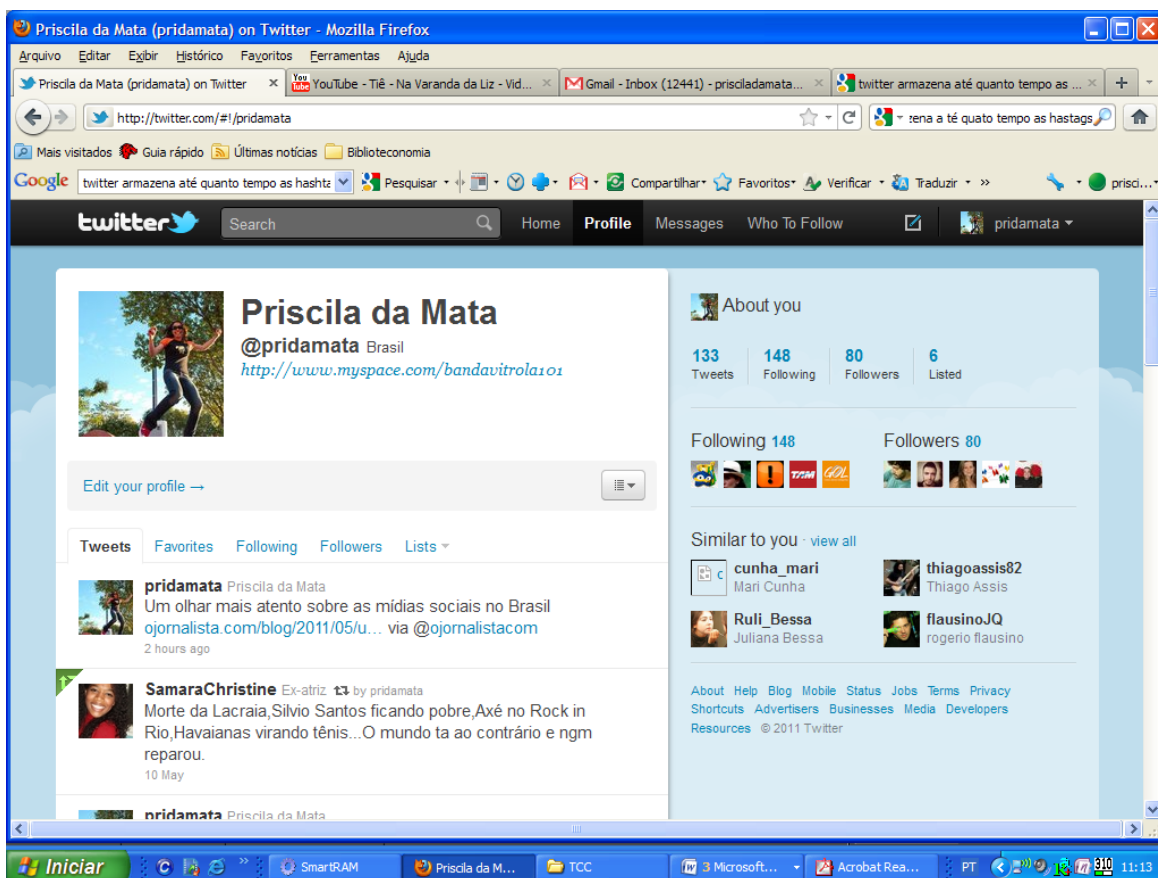 Priscila da Mata (pridamata) on Twitter - Mozilla Firefox
Arquivo Editar Exibir Histórico Favoritos Ferramentas Ajuda
Priscila da Mata (pridamata) on Twitter
YouTube - Tiê - Na Varanda da Liz - Vid...
Gmail - Inbox (12441) - prisciladamata...
twitter armazena até quanto tempo as ...
http://twitter.com/#!/pridamata
rena a té quato tempo as hastags
Mais visitados Guia rápido Últimas notícias Biblioteconomia
Google twitter armazena até quanto tempo as hashta Pesquisar Compartilhar Favoritos Verificar Traduzir » prisci...
twitter Search Home Profile Messages Who To Follow pridamata
Priscila da Mata
@pridamata Brasil
http://www.myspace.com/bandavitrola101
Edit your profile →
Tweets Favorites Following Followers Lists
pridamata Priscila da Mata
Um olhar mais atento sobre as mídias sociais no Brasil
ojornalista.com/blog/2011/05/u... via @ojornalistacom
2 hours ago
SamaraChristine Ex-atriz by pridamata
Morte da Lacraia,Silvio Santos ficando pobre,Axé no Rock in
Rio,Havaianas virando tênis...O mundo ta ao contrário e ngm
reparou.
10 May
pridamata Priscila da Mata
About you
133 148 80 6
Tweets Following Followers Listed
Following 148 Followers 80
TAM GOL
Similar to you · view all
cunha_mari
Mari Cunha
thiagoassis82
Thiago Assis
Ruli_Bessa
Juliana Bessa
flausinoJQ
rogerio flausino
About Help Blog Mobile Status Jobs Terms Privacy
Shortcuts Advertisers Businesses Media Developers
Resources © 2011 Twitter
Iniciar » SmartRAM Priscila da M... TCC 3 Microsoft... Acrobat Rea... PT 310 11:13